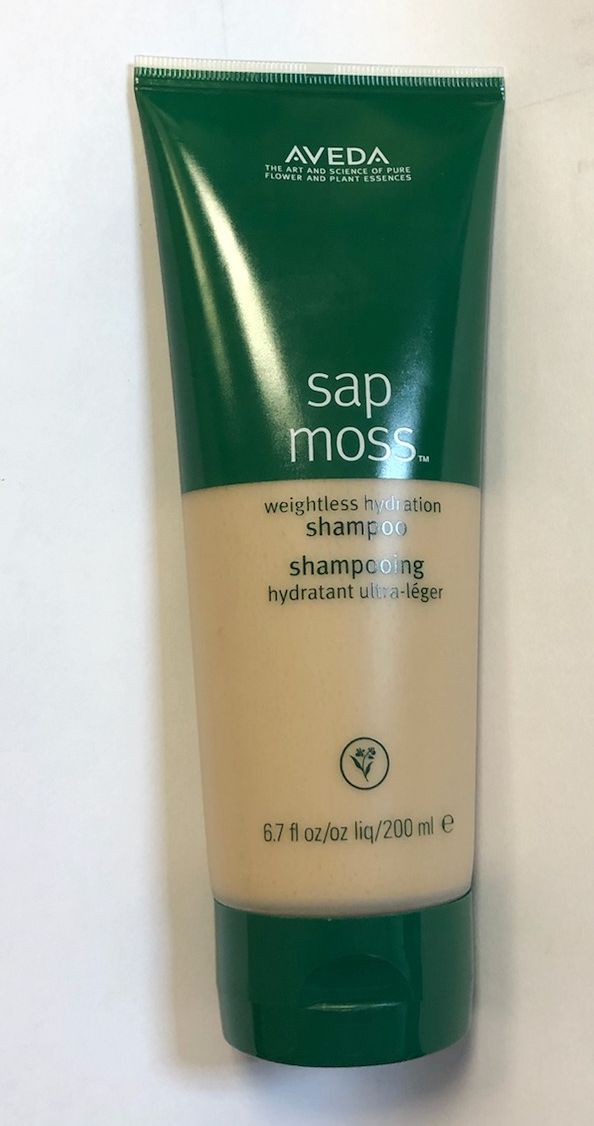 AVEDA
THE ART AND SCIENCE OF PURE
FLOWER AND PLANT ESSENCES
sap
moss™
weightless hydration
shampoo
shampooing
hydratant ultra-léger
6.7 fl oz/oz liq/200 ml ℮